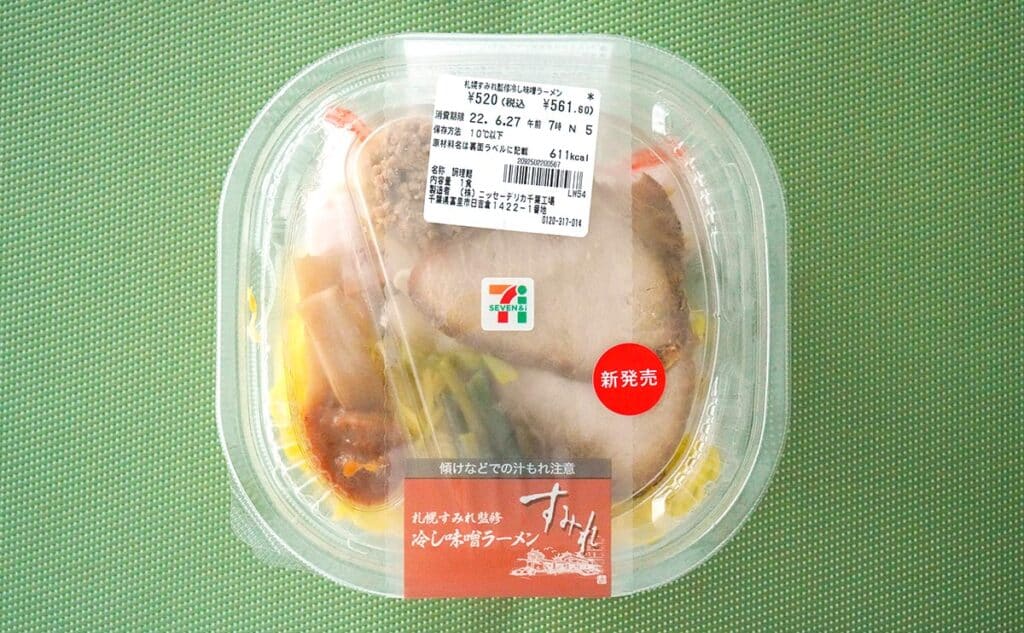 札幌すみれ監修冷し味噌ラーメン
¥520(税込 ¥561.60)
消費期限 22. 6.27 午前 7時 N 5
保存方法 10℃以下
原材料名は裏面ラベルに記載 611kcal
2092502200567
名称 調理麺
内容量 1食
LW54
製造者 (株)ニッセーデリカ千葉工場
千葉県富里市日吉倉1422-1番地
0120-317-014
SEVEN&i
新発売
傾けなどでの汁もれ注意
すみれ
札幌すみれ監修
冷し味噌ラーメン